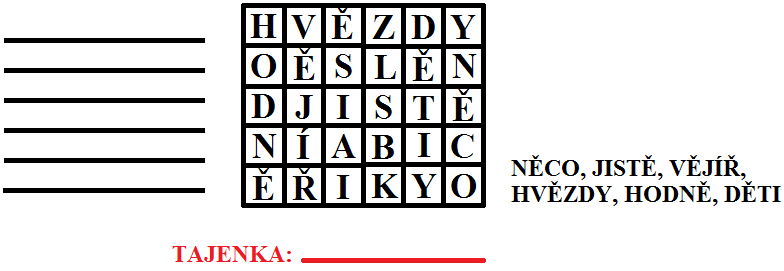 H V Ě Z D Y
O Ě S L Ě N
D J I S T Ě
N Í A B I C
Ě Ř I K Y O
NĚCO, JISTĚ, VĚJÍŘ,
HVĚZDY, HODNĚ, DĚTI
TAJENKA: